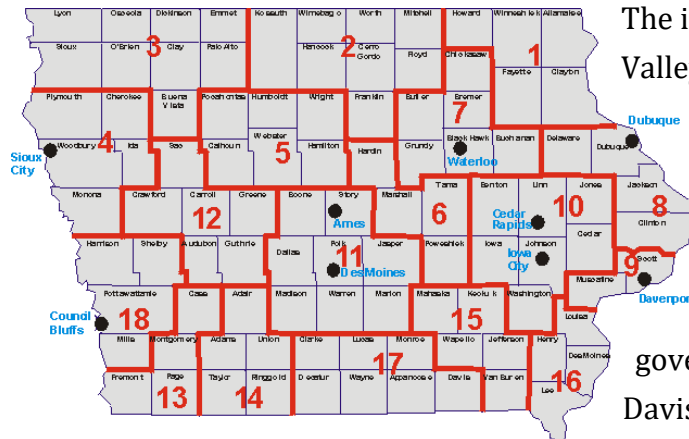 The i
Valley
Lyon Osceola Dickinson Emmet Kossuth Winnebago Worth Mitchell Howard Winneshiek Allamakee
3 2 1
Sioux O'Brien Clay Palo Alto Hancock Cerro Gordo Floyd Chickasaw
Fayette Clayton
Plymouth Cherokee Buena Vista Pocahontas Humboldt Wright Franklin Butler Bremer
4 5 7
Woodbury Ida Sac Calhoun Webster Hamilton Hardin Grundy Black Hawk Buchanan Delaware Dubuque
Dubuque
Sioux City
Waterloo
Monona Crawford Carroll Greene Boone Story Marshall Tama Benton Linn Jones Jackson
12 6 10 8
Ames
Cedar Rapids
Clinton
Cedar
Harrison Shelby Audubon Guthrie Dallas Polk Jasper Poweshiek Iowa Johnson Scott
11 9
Des Moines
Iowa City
Muscatine
Davenpor
Pottawattamie Cass Adair Madison Warren Marion Mahaska Keokuk Washington Louisa
18 15
Council Bluffs
Mills Montgomery Adams Union Clarke Lucas Monroe Wapello Jefferson Henry
17
Des Moines
gove
Fremont Page Taylor Ringgold Decatur Wayne Appanoose Davis Van Buren Lee
13 14 16
Davis